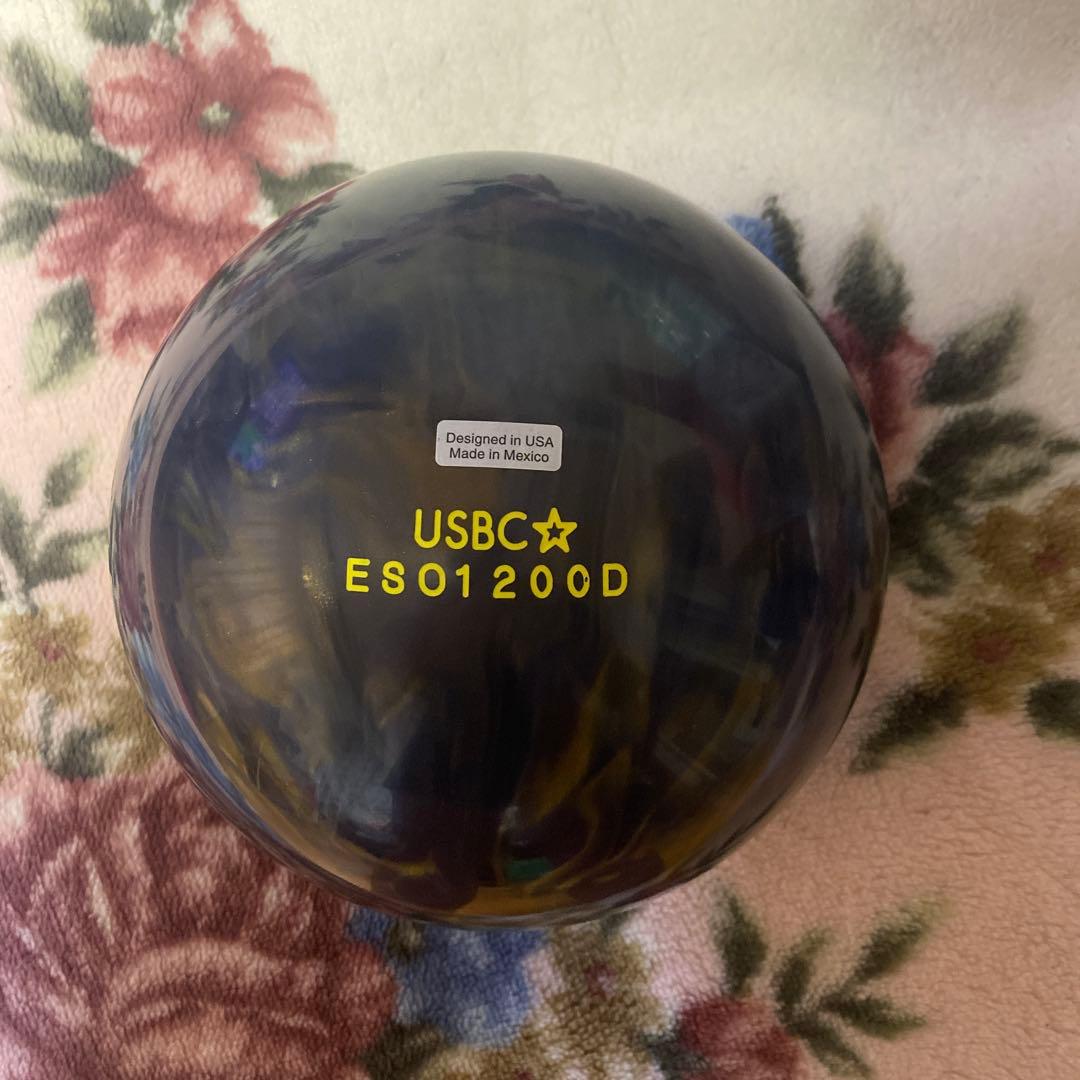 Designed in USA
Made in Mexico
USBC☆
ES01200D